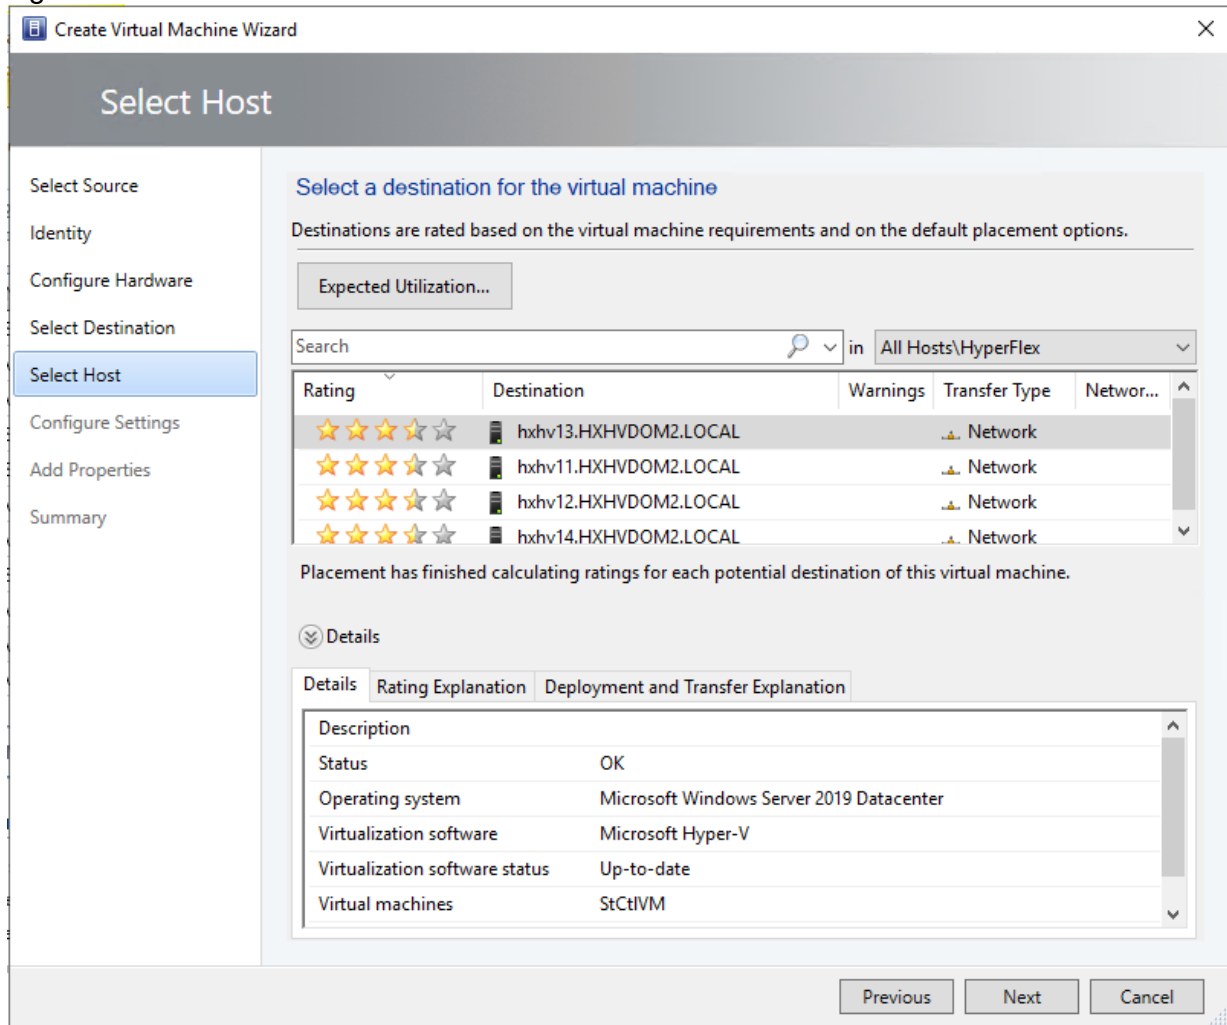 Create Virtual Machine Wizard
Select Host
Select Source
Identity
Configure Hardware
Select Destination
Select Host
Configure Settings
Add Properties
Summary
Select a destination for the virtual machine
Destinations are rated based on the virtual machine requirements and on the default placement options.
Expected Utilization...
Search in All Hosts\HyperFlex
Rating Destination Warnings Transfer Type Networ...
hxhv13.HXHVDOM2.LOCAL Network
hxhv11.HXHVDOM2.LOCAL Network
hxhv12.HXHVDOM2.LOCAL Network
hxhv14.HXHVDOM2.LOCAL Network
Placement has finished calculating ratings for each potential destination of this virtual machine.
Details
Details Rating Explanation Deployment and Transfer Explanation
Description
Status OK
Operating system Microsoft Windows Server 2019 Datacenter
Virtualization software Microsoft Hyper-V
Virtualization software status Up-to-date
Virtual machines StCtlVM
Previous Next Cancel